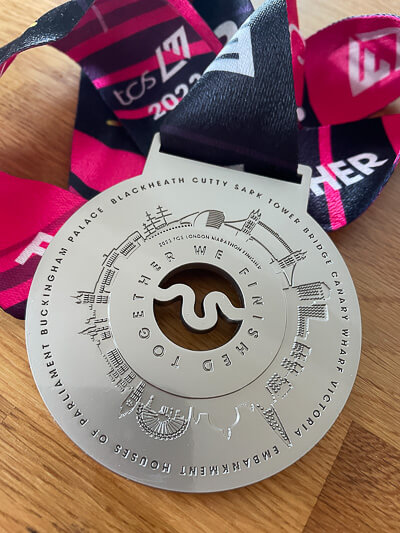 tcs
2023
THER
BLACKHEATH CUTTY SARK TOWER BRIDGE CANARY WHARF VICTORIA EMBANKMENT HOUSES OF PARLIAMENT BUCKINGHAM PALACE
2023 TCS LONDON MARATHON FINISHER
TOGETHER WE FINISHED